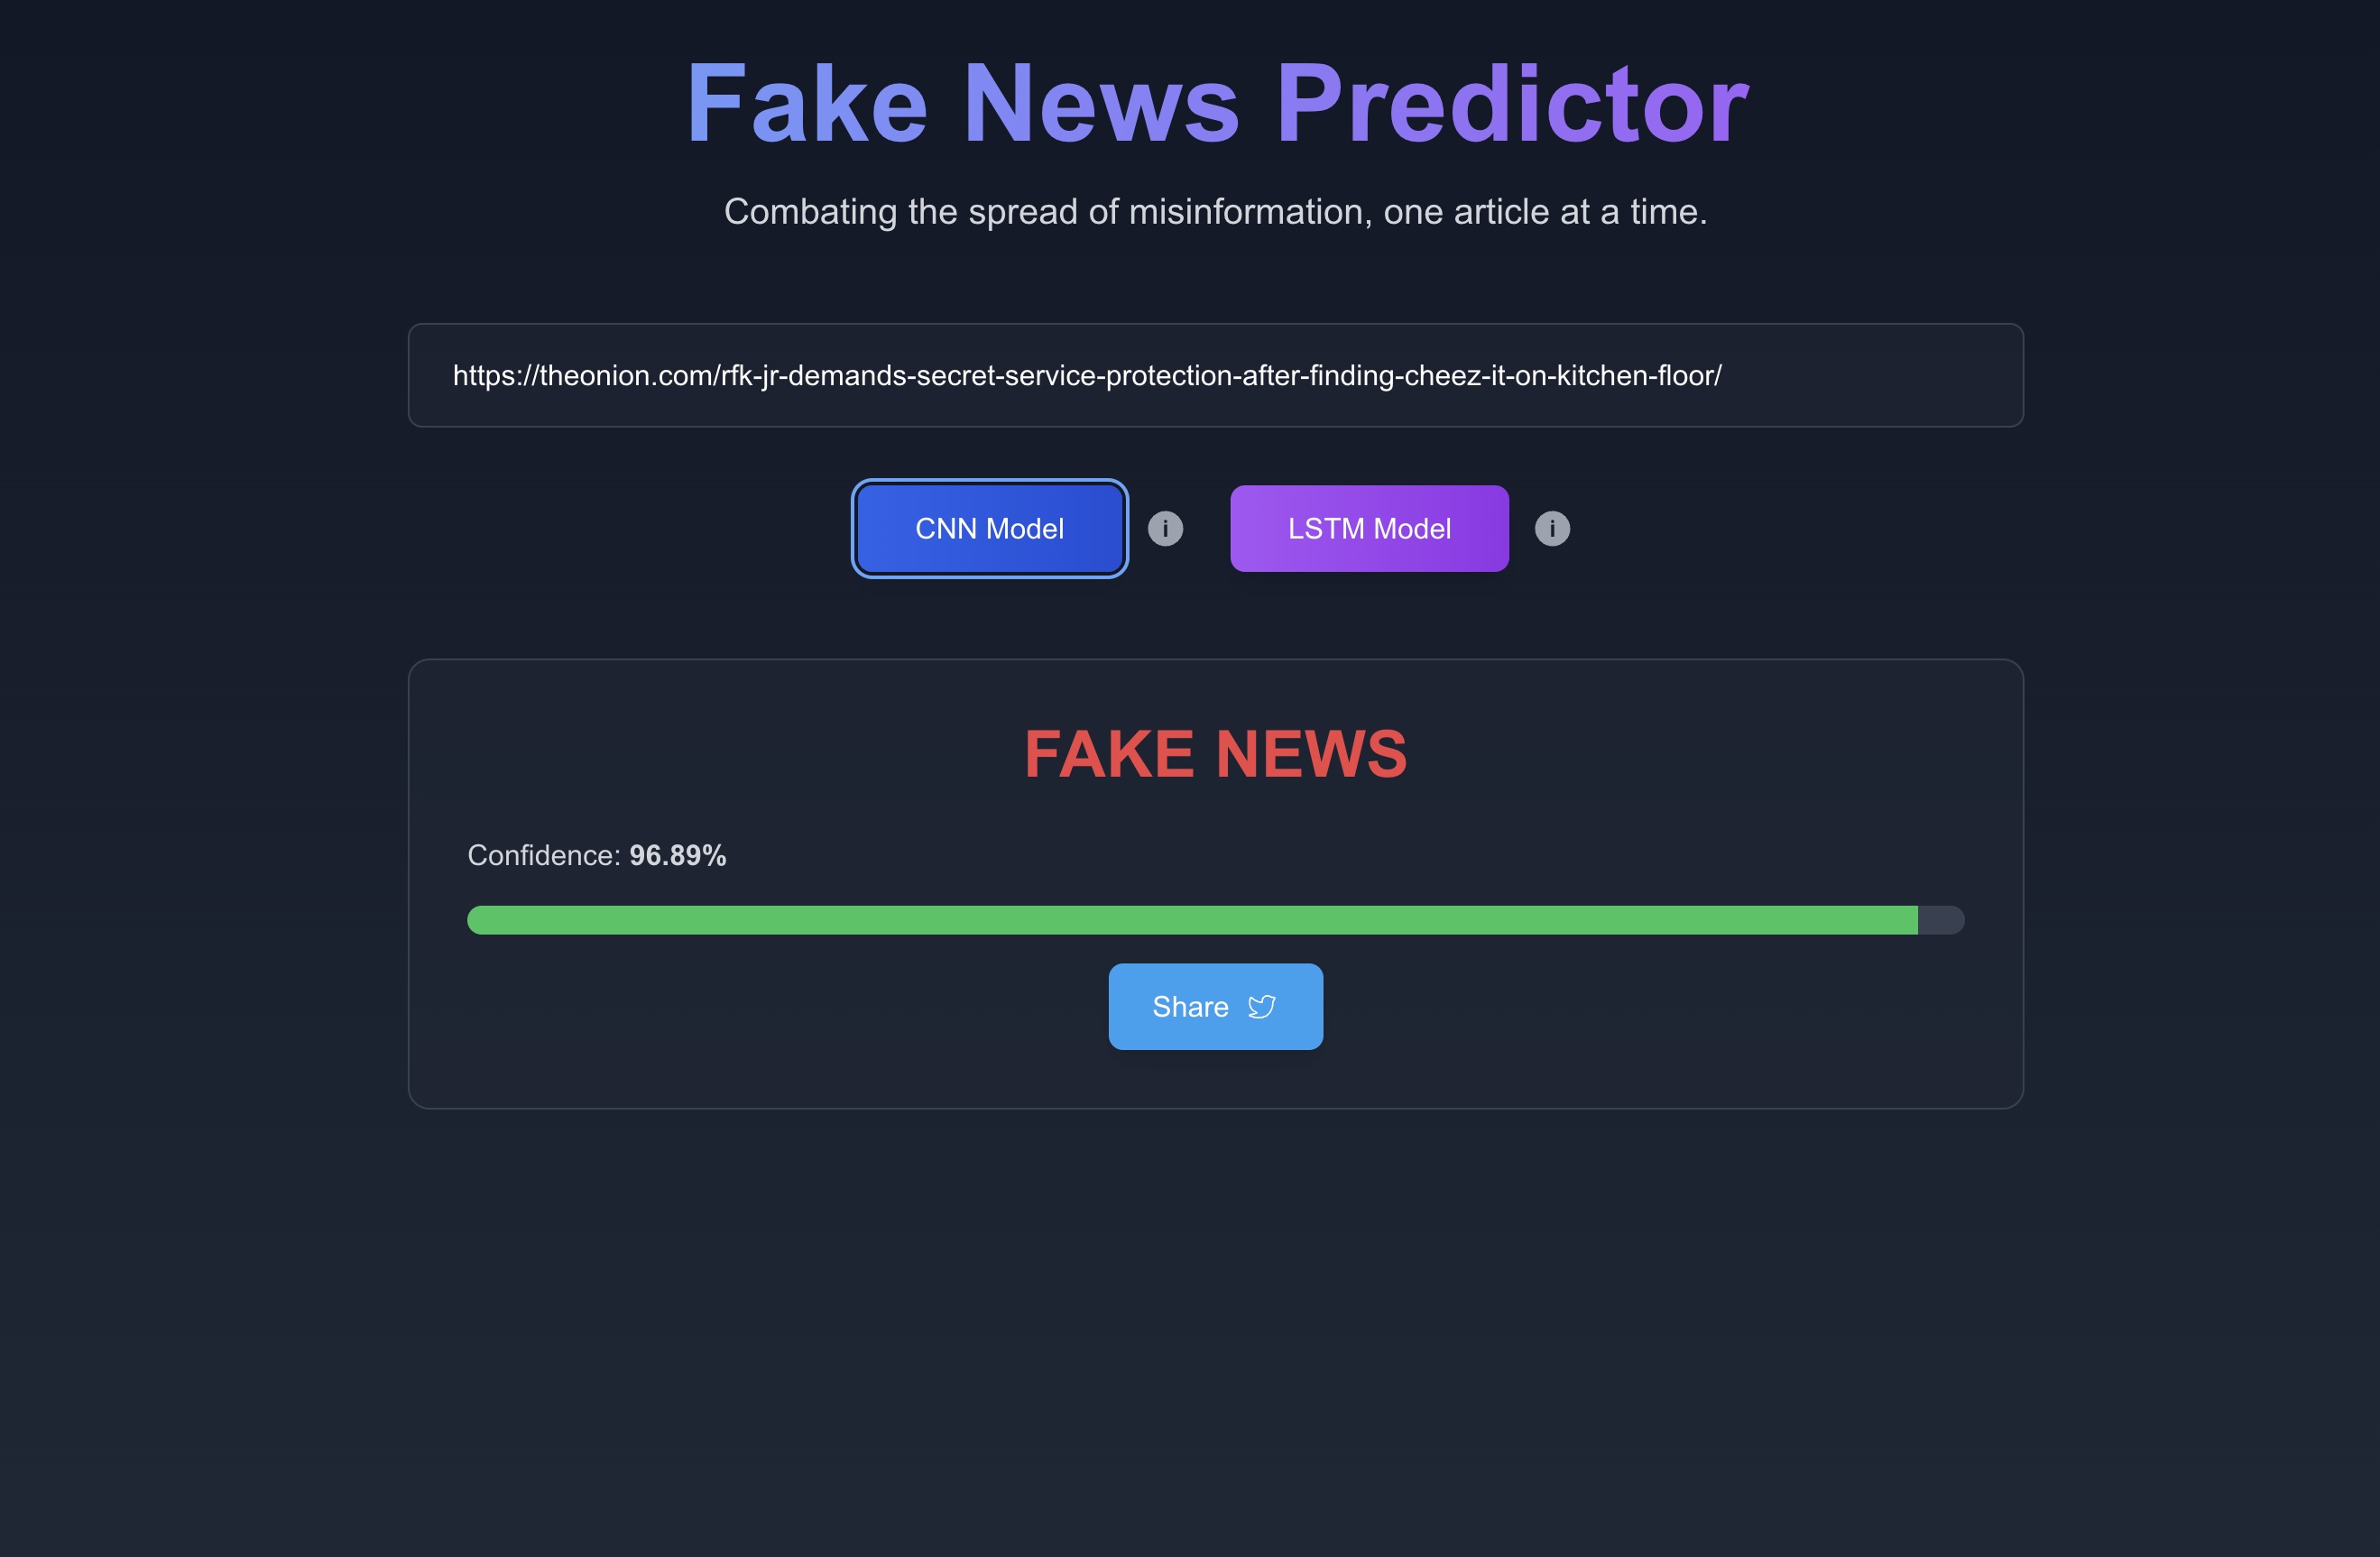 Fake News Predictor
Combating the spread of misinformation, one article at a time.
https://theonion.com/rfk-jr-demands-secret-service-protection-after-finding-cheez-it-on-kitchen-floor/
CNN Model i LSTM Model i
FAKE NEWS
Confidence: 96.89%
Share